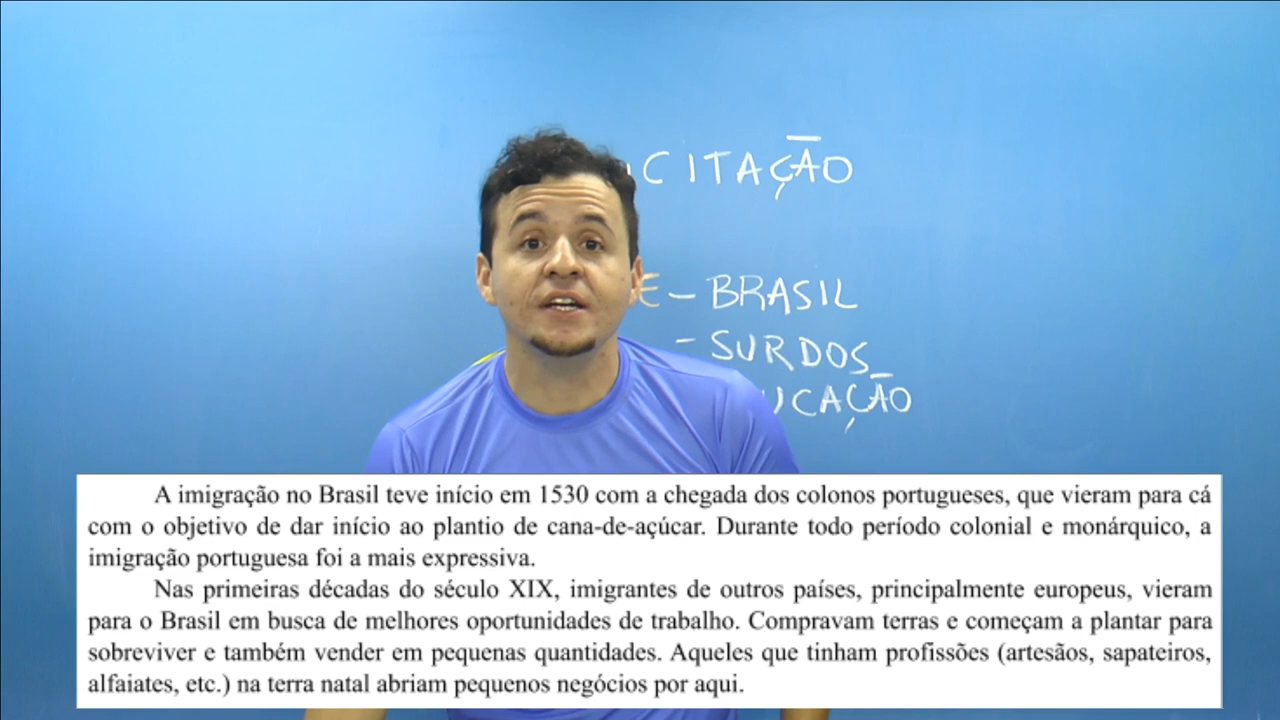 CITAÇÃO
E - BRASIL
- SURDOS
UCAÇÃO
A imigração no Brasil teve início em 1530 com a chegada dos colonos portugueses, que vieram para cá
com o objetivo de dar início ao plantio de cana-de-açúcar. Durante todo período colonial e monárquico, a
imigração portuguesa foi a mais expressiva.
Nas primeiras décadas do século XIX, imigrantes de outros países, principalmente europeus, vieram
para o Brasil em busca de melhores oportunidades de trabalho. Compravam terras e começam a plantar para
sobreviver e também vender em pequenas quantidades. Aqueles que tinham profissões (artesãos, sapateiros,
alfaiates, etc.) na terra natal abriam pequenos negócios por aqui.